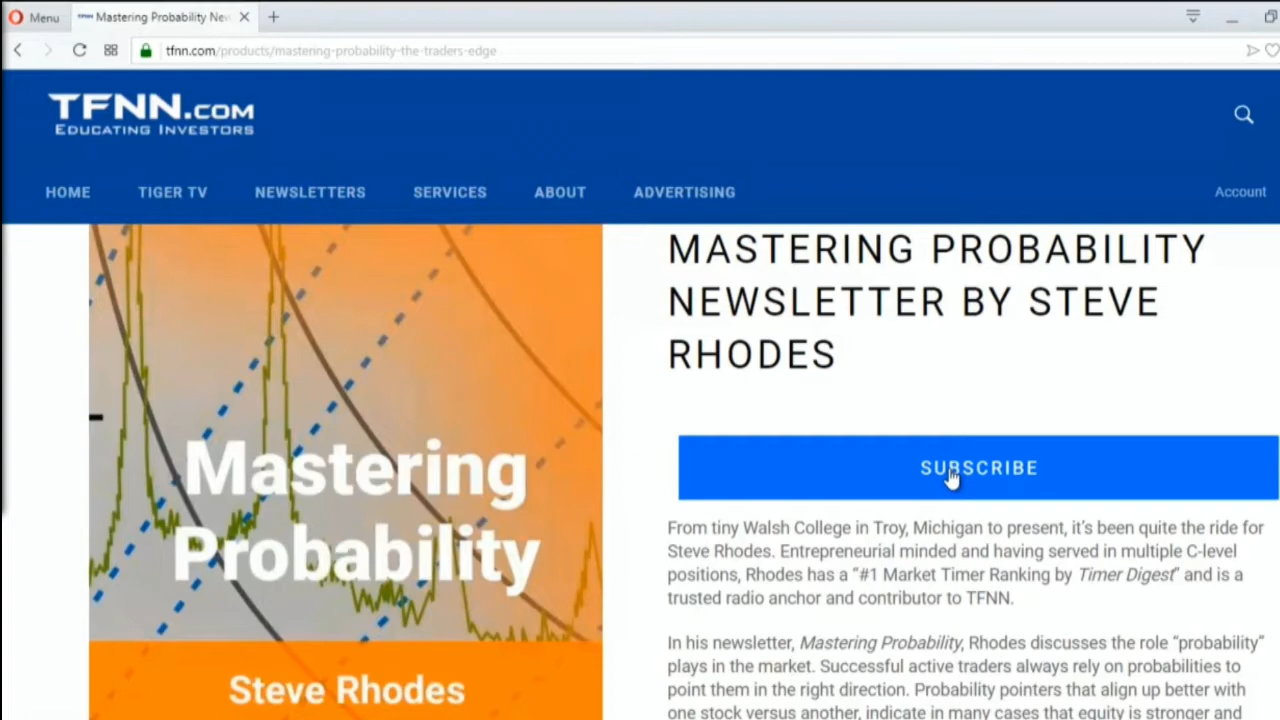 Menu
Mastering Probability Nev
tfnn.com/products/mastering-probability-the-traders-edge
TFNN.COM
EDUCATING INVESTORS
HOME TIGER TV NEWSLETTERS SERVICES ABOUT ADVERTISING Account
MASTERING PROBABILITY
NEWSLETTER BY STEVE
RHODES
Mastering
Probability
Steve Rhodes
SUBSCRIBE
From tiny Walsh College in Troy, Michigan to present, it's been quite the ride for
Steve Rhodes. Entrepreneurial minded and having served in multiple C-level
positions, Rhodes has a "#1 Market Timer Ranking by Timer Digest" and is a
trusted radio anchor and contributor to TFNN.
In his newsletter, Mastering Probability, Rhodes discusses the role "probability"
plays in the market. Successful active traders always rely on probabilities to
point them in the right direction. Probability pointers that align up better with
one stock versus another, indicate in many cases that equity is stronger and